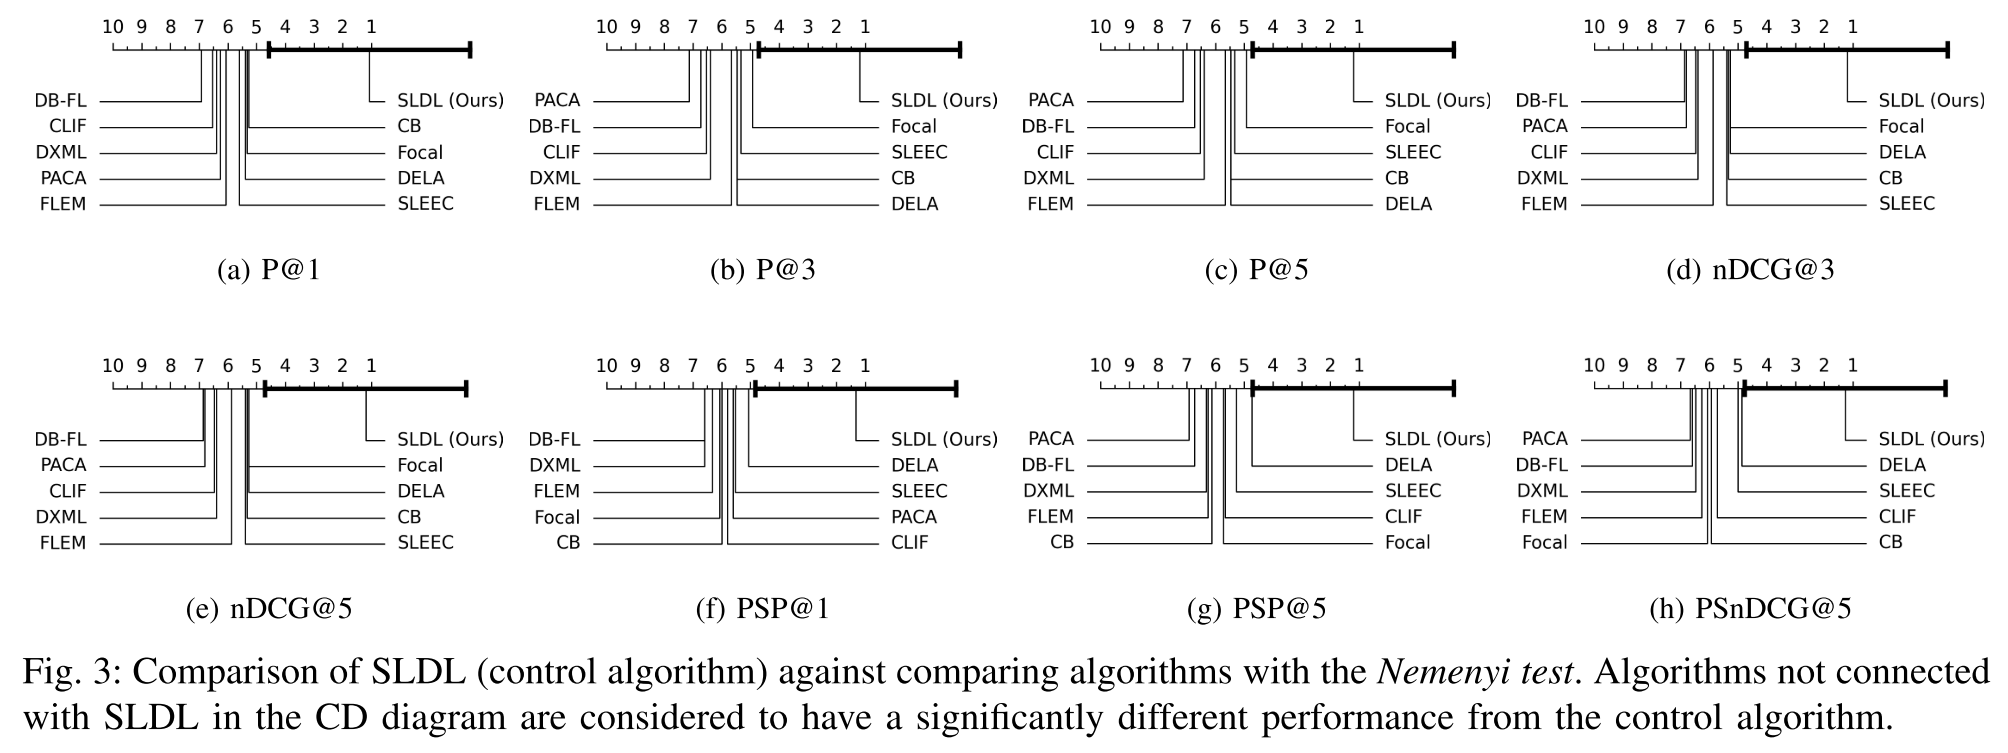 10 9 8 7 6 5 4 3 2 1
DB-FL
CLIF
DXML
PACA
FLEM
SLDL (Ours)
CB
Focal
DELA
SLEEC
(a) P@1
10 9 8 7 6 5 4 3 2 1
PACA
DB-FL
CLIF
DXML
FLEM
SLDL (Ours)
Focal
SLEEC
CB
DELA
(b) P@3
10 9 8 7 6 5 4 3 2 1
PACA
DB-FL
CLIF
DXML
FLEM
SLDL (Ours)
Focal
SLEEC
CB
DELA
(c) P@5
10 9 8 7 6 5 4 3 2 1
DB-FL
PACA
CLIF
DXML
FLEM
SLDL (Ours)
Focal
DELA
CB
SLEEC
(d) nDCG@3
10 9 8 7 6 5 4 3 2 1
DB-FL
PACA
CLIF
DXML
FLEM
SLDL (Ours)
Focal
DELA
CB
SLEEC
(e) nDCG@5
10 9 8 7 6 5 4 3 2 1
DB-FL
DXML
FLEM
Focal
CB
SLDL (Ours)
DELA
SLEEC
PACA
CLIF
(f) PSP@1
10 9 8 7 6 5 4 3 2 1
PACA
DB-FL
DXML
FLEM
CB
SLDL (Ours)
DELA
SLEEC
CLIF
Focal
(g) PSP@5
10 9 8 7 6 5 4 3 2 1
PACA
DB-FL
DXML
FLEM
Focal
SLDL (Ours)
DELA
SLEEC
CLIF
CB
(h) PSnDCG@5
Fig. 3: Comparison of SLDL (control algorithm) against comparing algorithms with the Nemenyi test. Algorithms not connected
with SLDL in the CD diagram are considered to have a significantly different performance from the control algorithm.